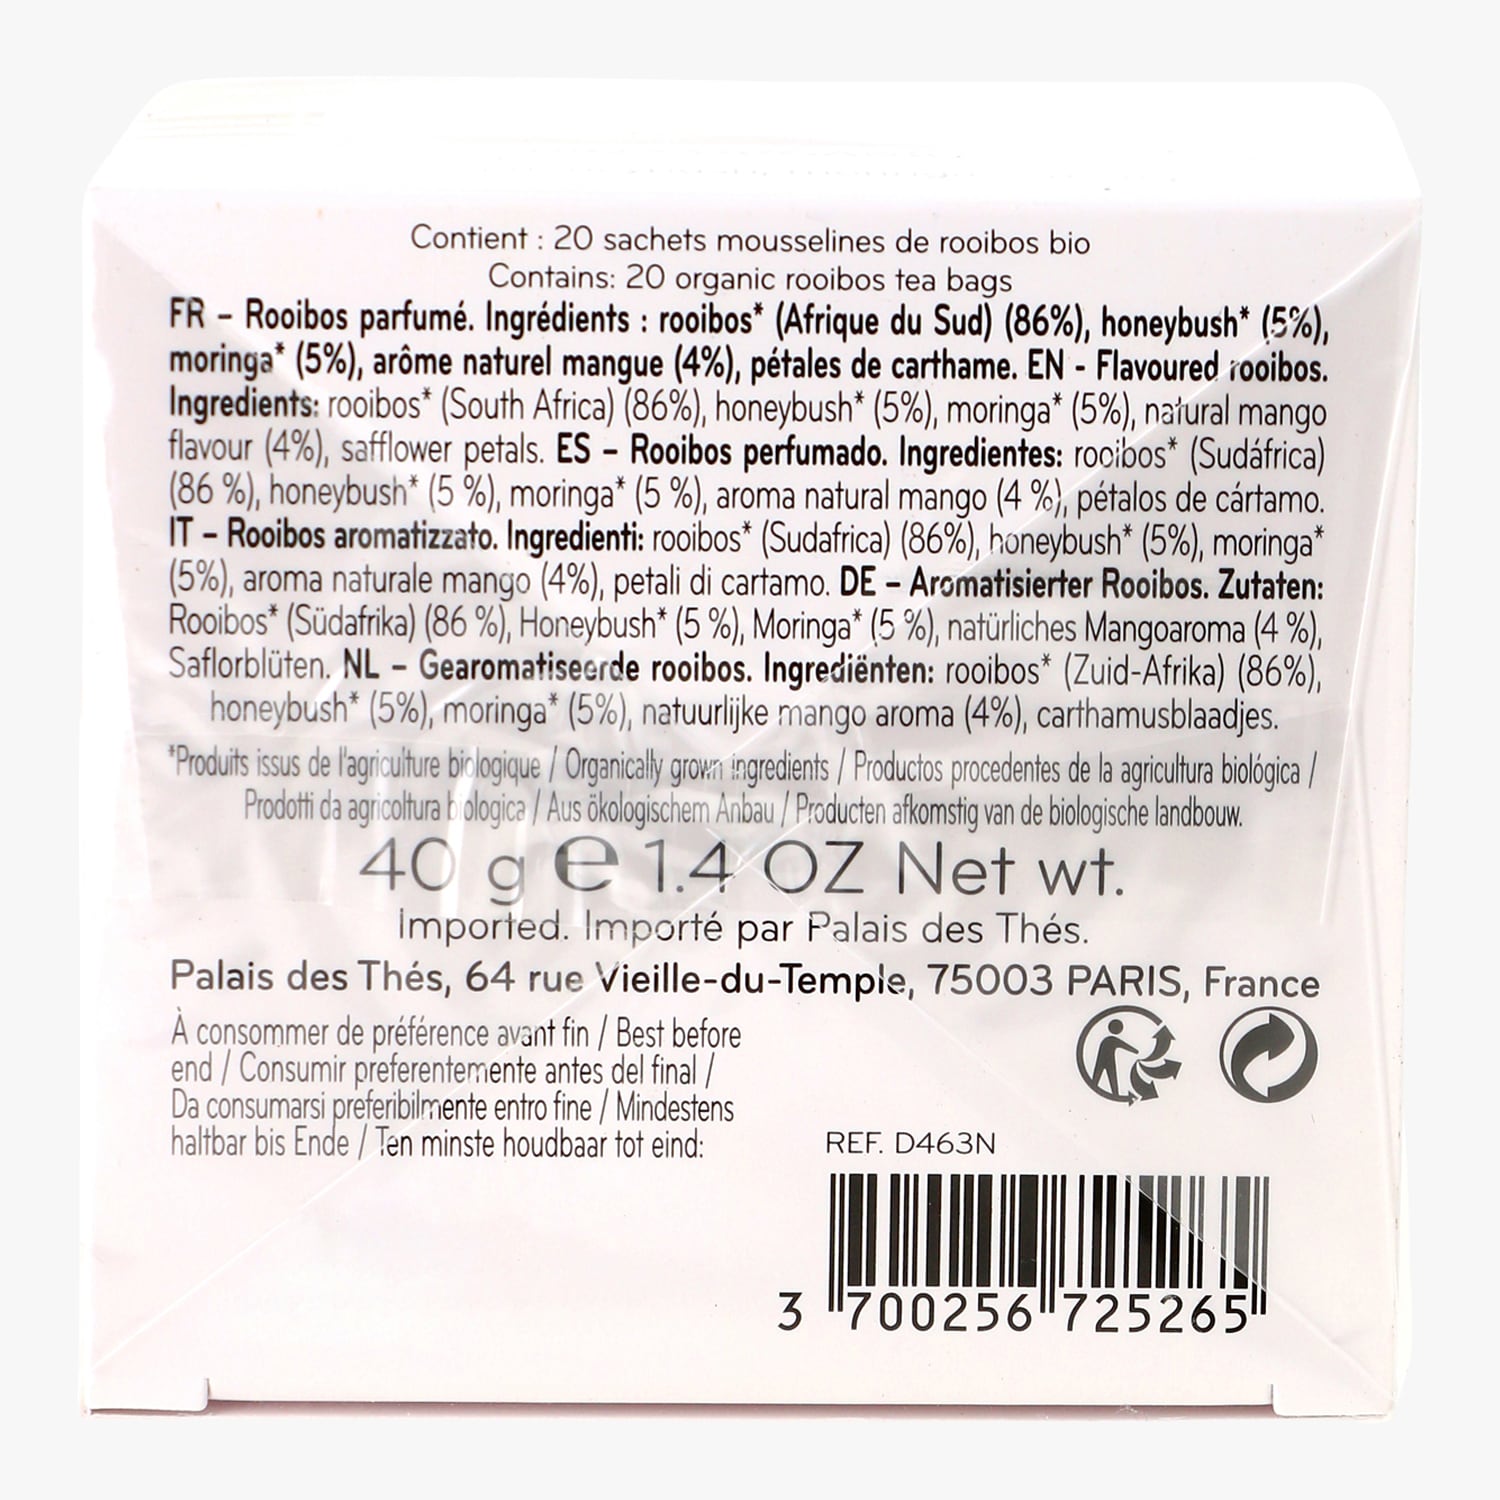 Contient : 20 sachets mousselines de rooibos bio
Contains: 20 organic rooibos tea bags
FR – Rooibos parfumé. Ingrédients : rooibos* (Afrique du Sud) (86%), honeybush* (5%),
moringa* (5%), arôme naturel mangue (4%), pétales de carthame. EN - Flavoured rooibos.
Ingredients: rooibos* (South Africa) (86%), honeybush* (5%), moringa* (5%), natural mango
flavour (4%), safflower petals. ES – Rooibos perfumado. Ingredientes: rooibos* (Sudáfrica)
(86 %), honeybush* (5 %), moringa* (5 %), aroma natural mango (4 %), pétalos de cártamo.
IT – Rooibos aromatizzato. Ingredienti: rooibos* (Sudafrica) (86%), honeybush* (5%), moringa*
(5%), aroma naturale mango (4%), petali di cartamo. DE – Aromatisierter Rooibos. Zutaten:
Rooibos* (Südafrika) (86 %), Honeybush* (5 %), Moringa* (5 %), natürliches Mangoaroma (4 %),
Saflorblüten. NL – Gearomatiseerde rooibos. Ingrediënten: rooibos* (Zuid-Afrika) (86%),
honeybush* (5%), moringa* (5%), natuurlijke mango aroma (4%), carthamusblaadjes.
*Produits issus de l'agriculture biologique / Organically grown ingredients / Productos procedentes de la agricultura biológica /
Prodotti da agricoltura biologica / Aus ökologischem Anbau / Producten afkomstig van de biologische landbouw.
40 g e 1.4 OZ Net wt.
Imported. Importé par Palais des Thés.
Palais des Thés, 64 rue Vieille-du-Temple, 75003 PARIS, France
À consommer de préférence avant fin / Best before
end / Consumir preferentemente antes del final /
Da consumarsi preferibilmente entro fine / Mindestens
haltbar bis Ende / Ten minste houdbaar tot eind:
REF. D463N
3 700256 725265